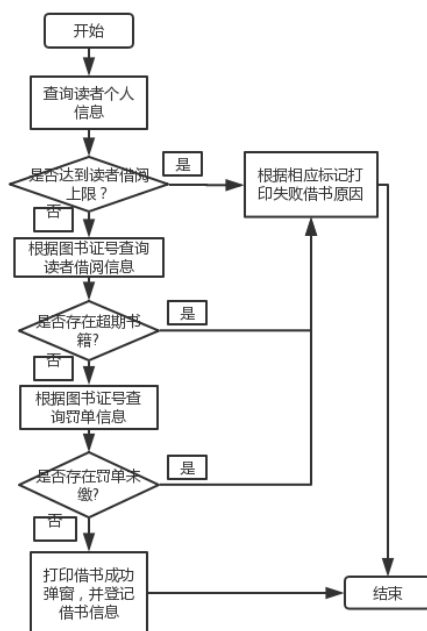 开始
查询读者个人
信息
是否达到读者借阅
上限？
是
根据相应标记打
印失败借书原因
否
根据图书证号查询
读者借阅信息
是否存在超期书
籍?
是
否
根据图书证号查
询罚单信息
是否存在罚单未
缴?
是
否
打印借书成功
弹窗，并登记
借书信息
结束